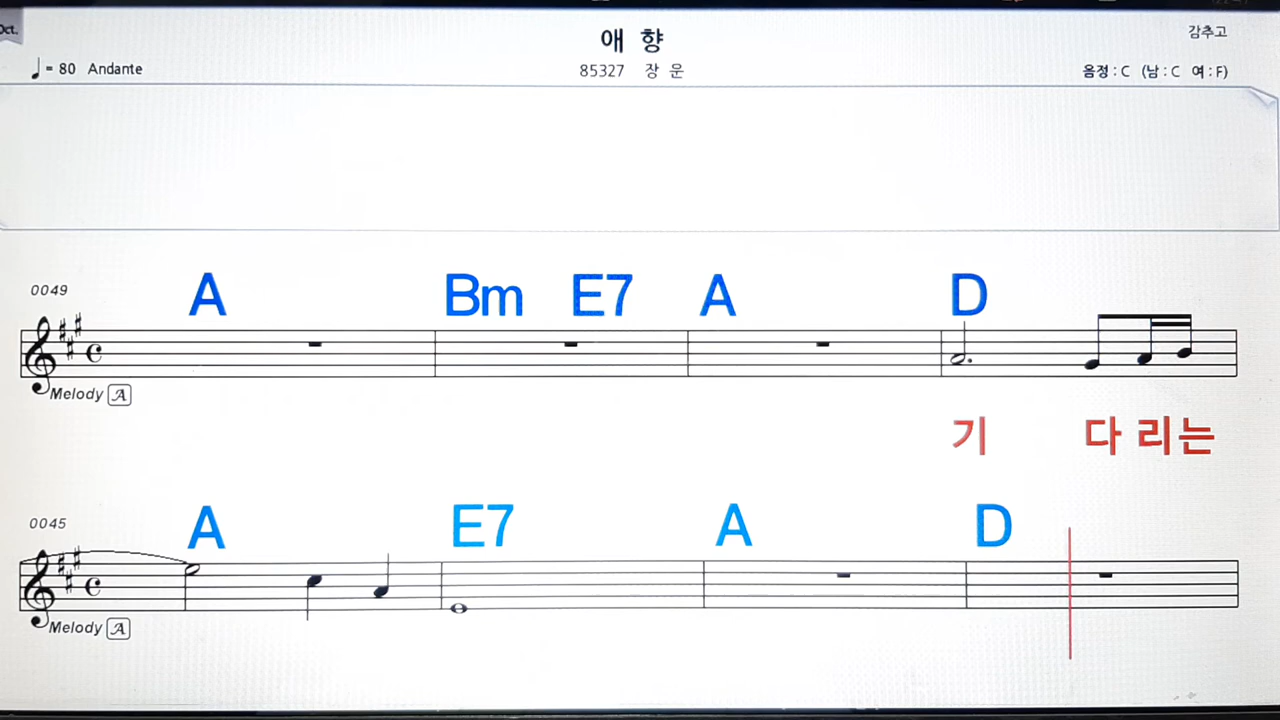 Oct.
애 향
감추고
= 80 Andante
85327 장 운
음정 : C (남 : C 여 : F)
0049
A Bm E7 A D
Melody A
기 다 리 는
0045
A E7 A D
Melody A